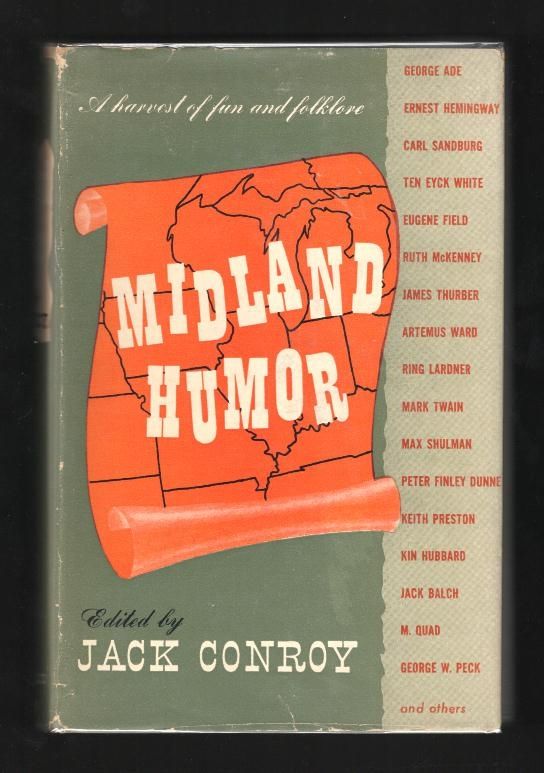 A harvest of fun and folklore
MIDLAND
HUMOR
Edited by
JACK CONROY
GEORGE ADE
ERNEST HEMINGWAY
CARL SANDBURG
TEN EYCK WHITE
EUGENE FIELD
RUTH McKENNEY
JAMES THURBER
ARTEMUS WARD
RING LARDNER
MARK TWAIN
MAX SHULMAN
PETER FINLEY DUNNE
KEITH PRESTON
KIN HUBBARD
JACK BALCH
M. QUAD
GEORGE W. PECK
and others